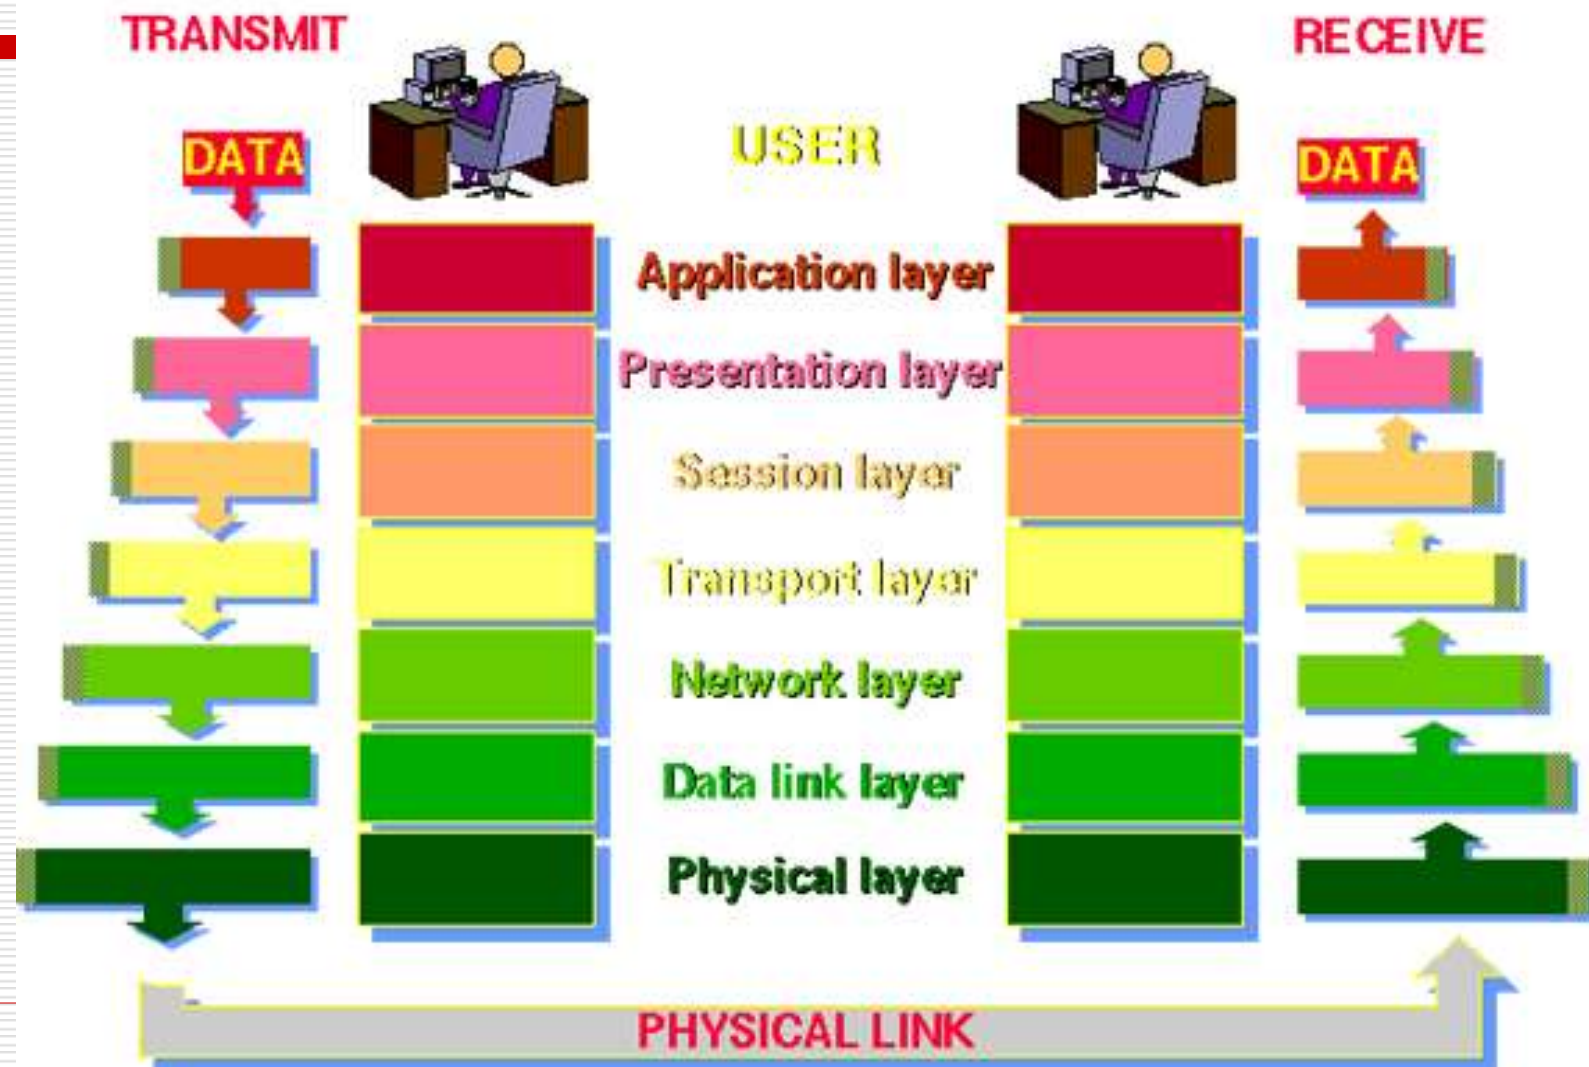 TRANSMIT
RECEIVE
DATA
USER
DATA
Application layer
Presentation layer
Session layer
Transport layer
Network layer
Data link layer
Physical layer
PHYSICAL LINK